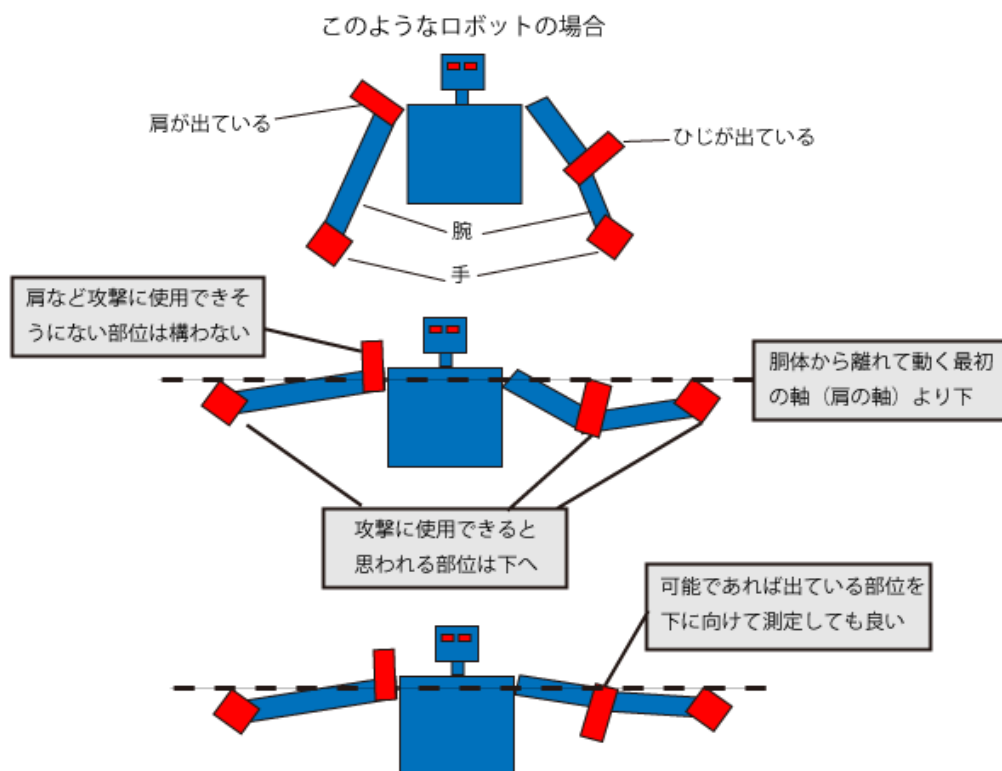 このようなロボットの場合
肩が出ている
ひじが出ている
腕
手
肩など攻撃に使用できそ
うにない部位は構わない
胴体から離れて動く最初
の軸（肩の軸）より下
攻撃に使用できると
思われる部位は下へ
可能であれば出ている部位を
下に向けて測定しても良い